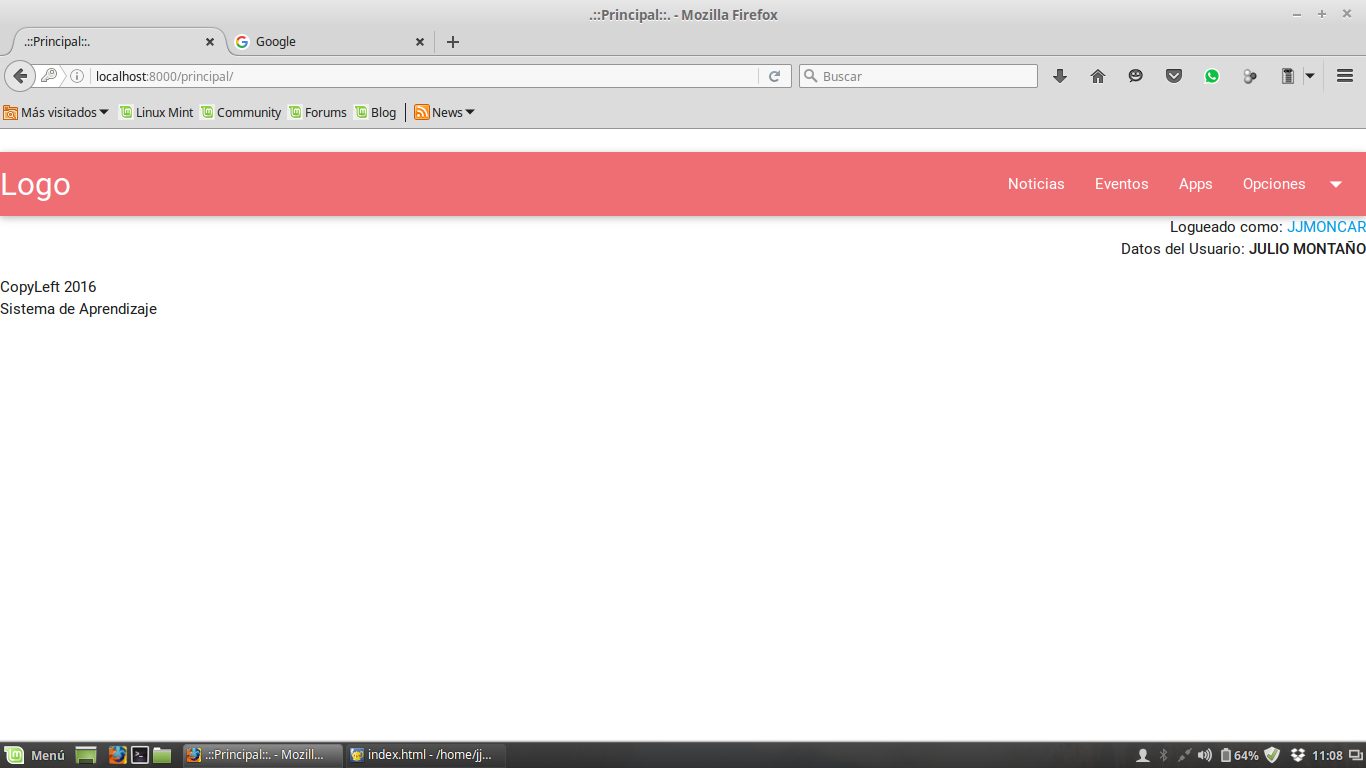 .::Principal::. - Mozilla Firefox
.::Principal::.
Google
localhost:8000/principal/
Buscar
Más visitados
Linux Mint
Community
Forums
Blog
News
Logo
Noticias
Eventos
Apps
Opciones
Logueado como: JJMONCAR
Datos del Usuario: JULIO MONTAÑO
CopyLeft 2016
Sistema de Aprendizaje
Menú
.::Principal::. - Mozill...
index.html - /home/jj...
64%
11:08